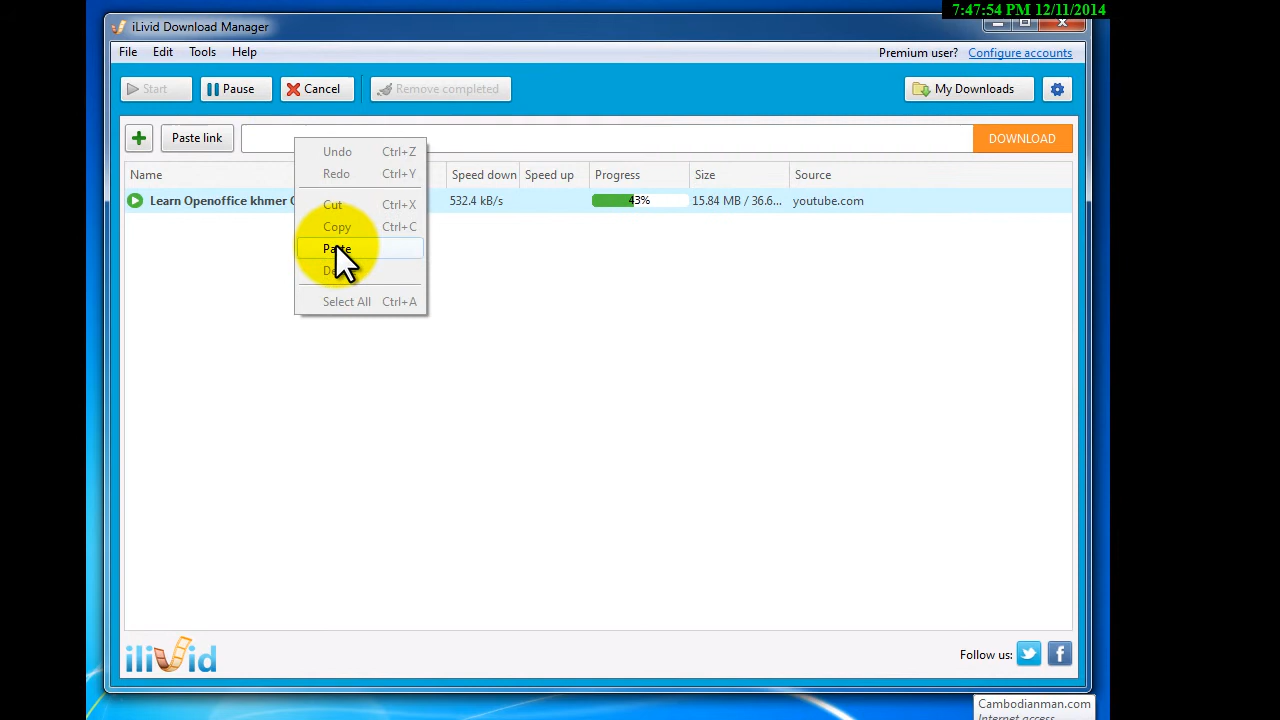 7:47:54 PM 12/11/2014
iLivid Download Manager
File Edit Tools Help Premium user? Configure accounts
Start Pause Cancel Remove completed My Downloads
Paste link DOWNLOAD
Name Speed down Speed up Progress Size Source
Learn Openoffice khmer 532.4 kB/s 43% 15.84 MB / 36.6... youtube.com
Undo Ctrl+Z
Redo Ctrl+Y
Cut Ctrl+X
Copy Ctrl+C
Paste
Select All Ctrl+A
ilivid
Follow us:
Cambodianman.com
Internet access